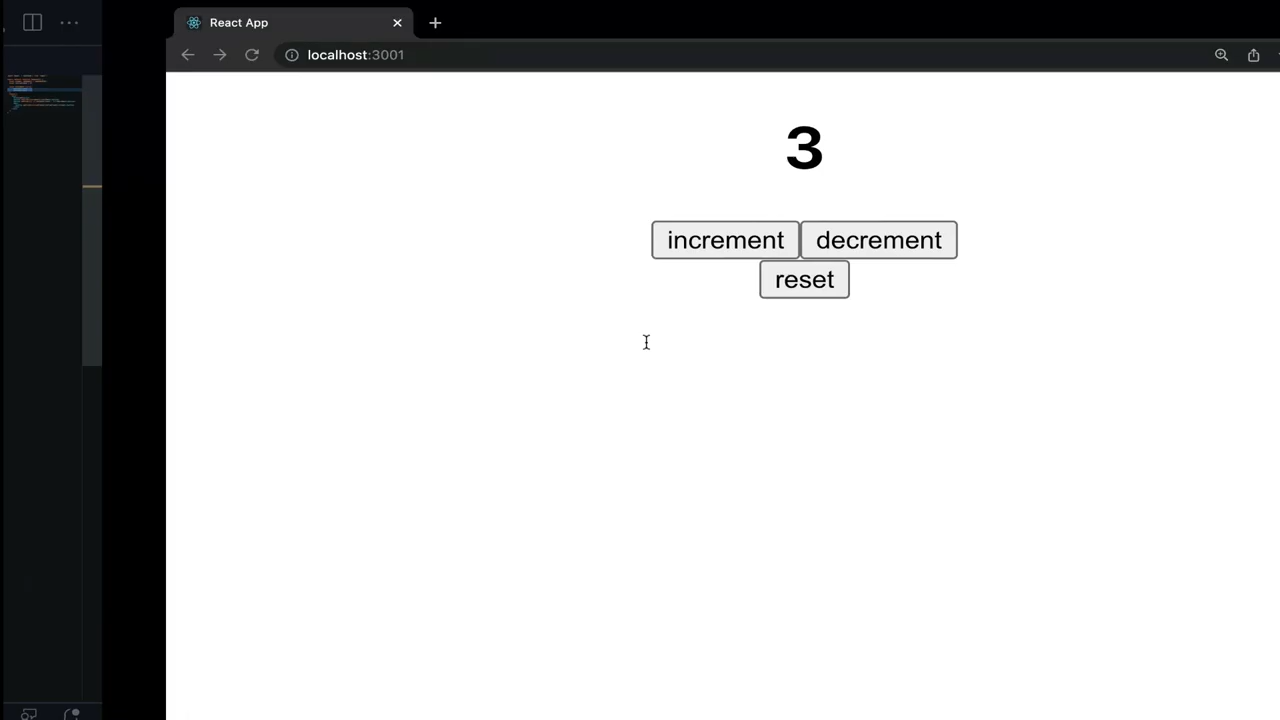 React App
localhost:3001
3
increment decrement
reset